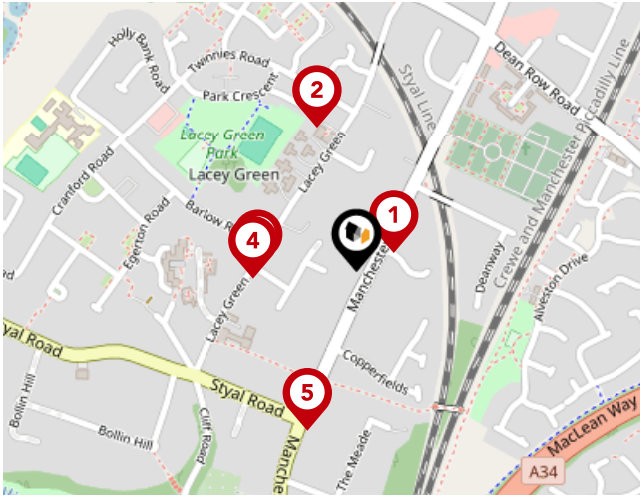 Holly Bank Road
Twinnies Road
Park Crescent
2
Styal Line
Dean Row Road
Crewe and Manchester Piccadilly Line
Lacey Green
Park
Lacey Green
Lacey Green
Cranford Road
Egerton Road
Barlow R
1
4
Manchester
Deanway
Alveston Drive
Lacey Green
yal Road
Styal Road
Copperfields
5
Bollin Hill
Bollin Hill
Cliff Road
Manche
The Meade
MacLean Way
A34